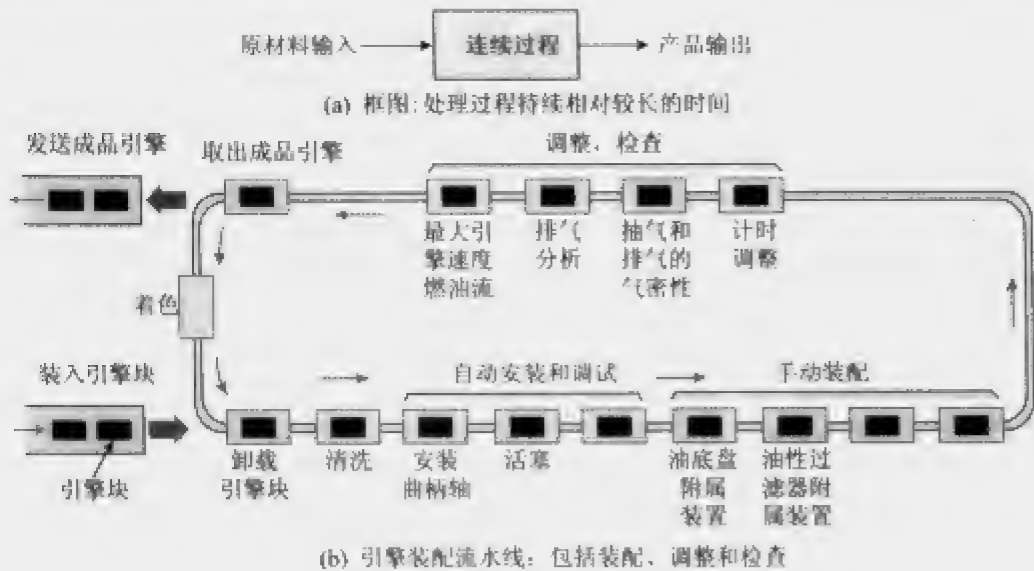 原材料输入
连续过程
产品输出
(a) 框图:处理过程持续相对较长的时间
发送成品引擎
取出成品引擎
调整、检查
最大引
擎速度
燃油流
排气
分析
抽气和
排气的
气密性
计时
调整
着色
装入引擎块
自动安装和调试
手动装配
引擎块
卸载
引擎块
清洗
安装
曲柄轴
活塞
油底盘
附属
装置
油性过
滤器附
属装置
(b) 引擎装配流水线:包括装配、调整和检查